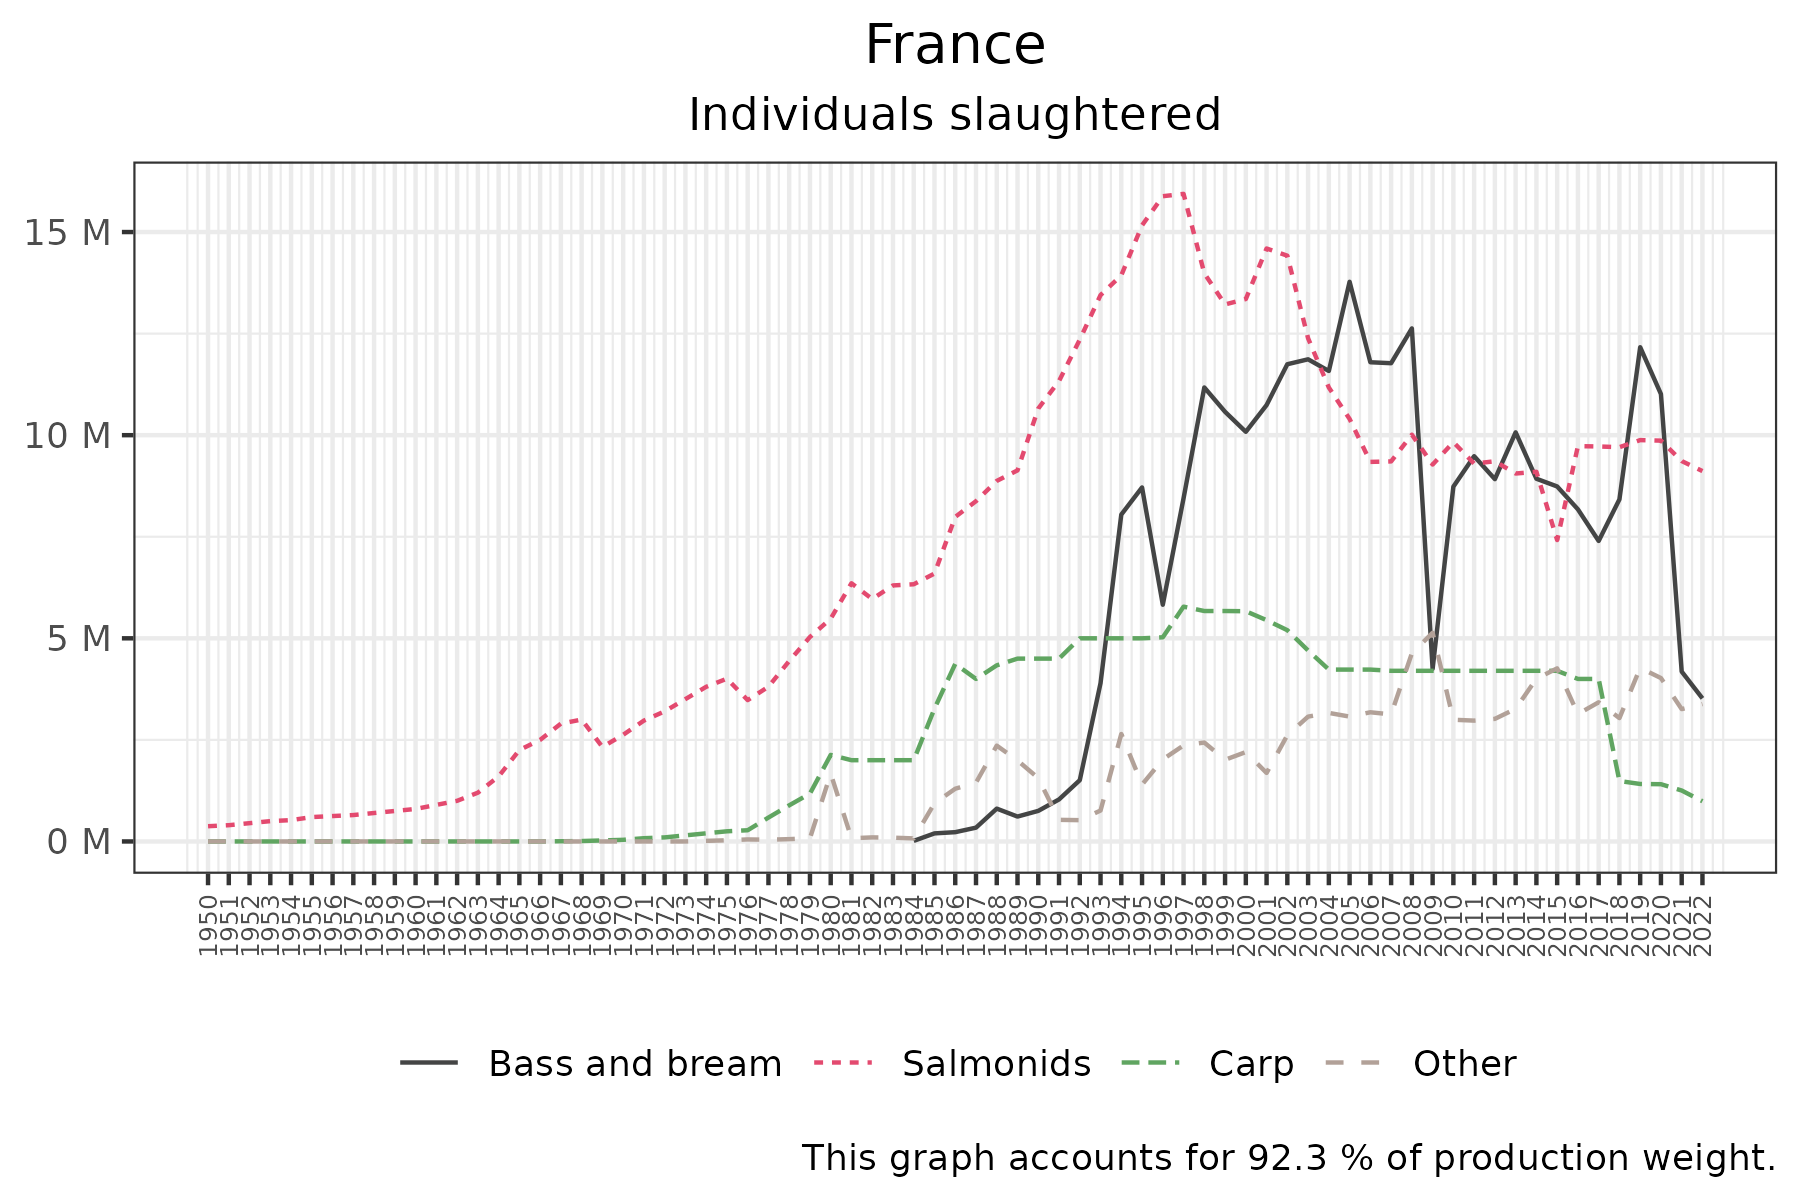 France
Individuals slaughtered
15 M
10 M
5 M
0 M
1950 1951 1952 1953 1954 1955 1956 1957 1958 1959 1960 1961 1962 1963 1964 1965 1966 1967 1968 1969 1970 1971 1972 1973 1974 1975 1976 1977 1978 1979 1980 1981 1982 1983 1984 1985 1986 1987 1988 1989 1990 1991 1992 1993 1994 1995 1996 1997 1998 1999 2000 2001 2002 2003 2004 2005 2006 2007 2008 2009 2010 2011 2012 2013 2014 2015 2016 2017 2018 2019 2020 2021 2022
Bass and bream Salmonids Carp Other
This graph accounts for 92.3 % of production weight.